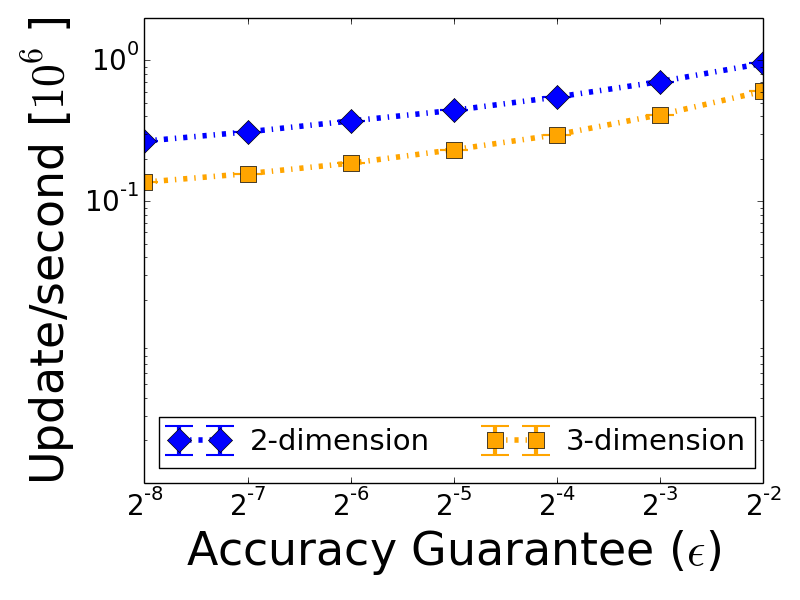 Update/second [10^6 ]
10^0
10^-1
2-dimension
3-dimension
2^-8 2^-7 2^-6 2^-5 2^-4 2^-3 2^-2
Accuracy Guarantee (ϵ)